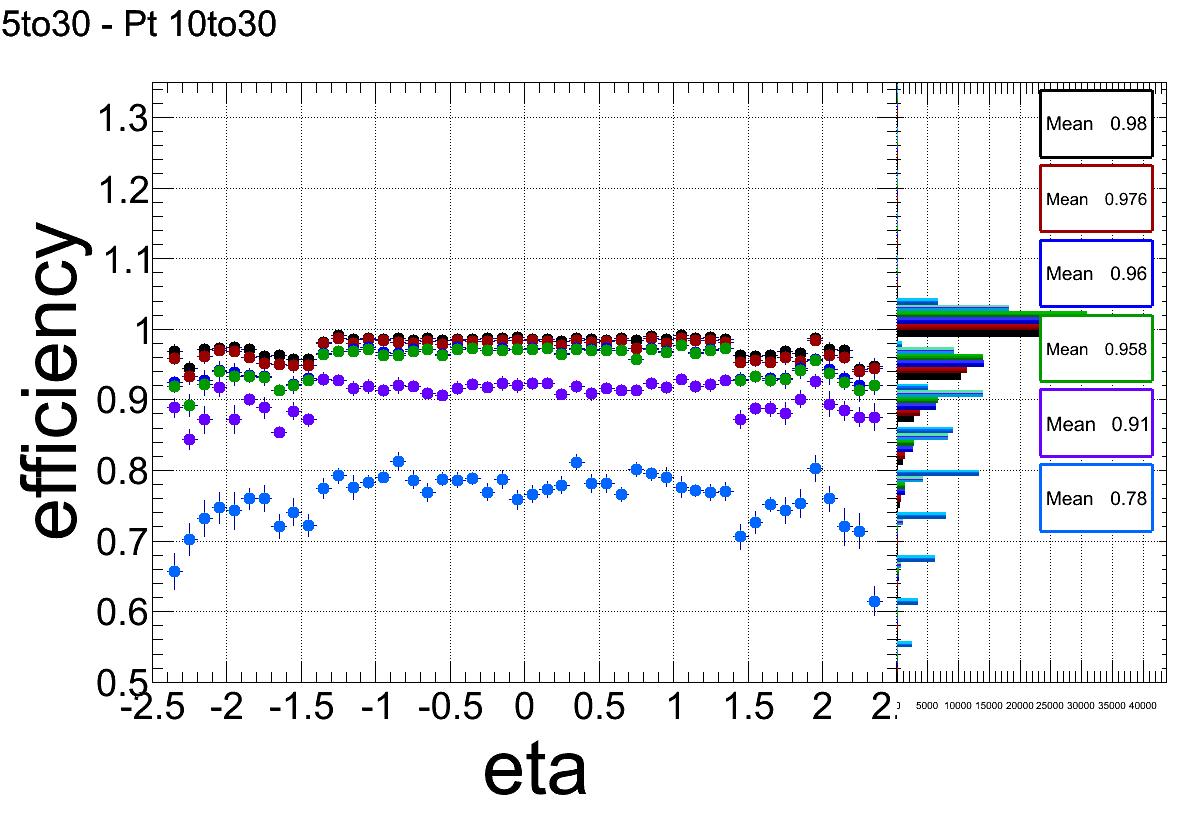 5to30 - Pt 10to30
1.3
1.2
1.1
1
0.9
0.8
0.7
0.6
0.5
efficiency
-2.5 -2 -1.5 -1 -0.5 0 0.5 1 1.5 2 2.
eta
5000 10000 15000 20000 25000 30000 35000 40000
Mean 0.98
Mean 0.976
Mean 0.96
Mean 0.958
Mean 0.91
Mean 0.78